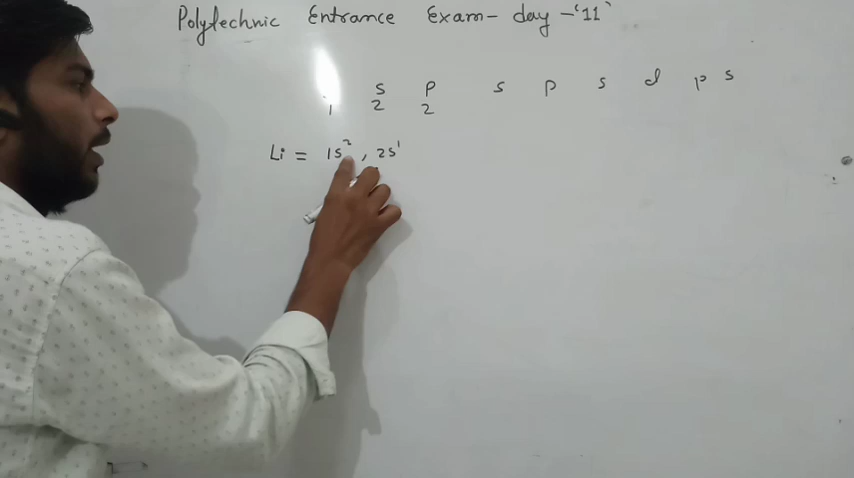 Polytechnic Entrance Exam - day - '11'
s p s p s d p s
1 2 2
Li = 1s², 2s¹